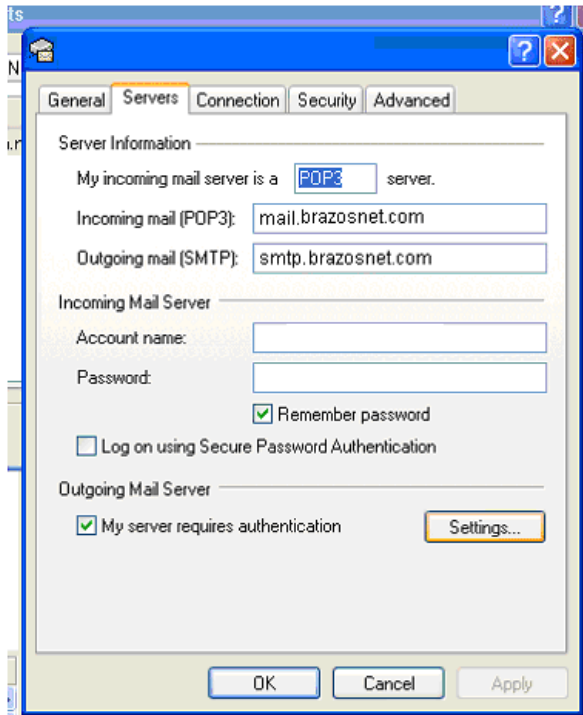 ts
?
?
N
General Servers Connection Security Advanced
Server Information
My incoming mail server is a POP3 server.
Incoming mail (POP3): mail.brazosnet.com
Outgoing mail (SMTP): smtp.brazosnet.com
Incoming Mail Server
Account name:
Password:
Remember password
Log on using Secure Password Authentication
Outgoing Mail Server
My server requires authentication Settings...
OK Cancel Apply